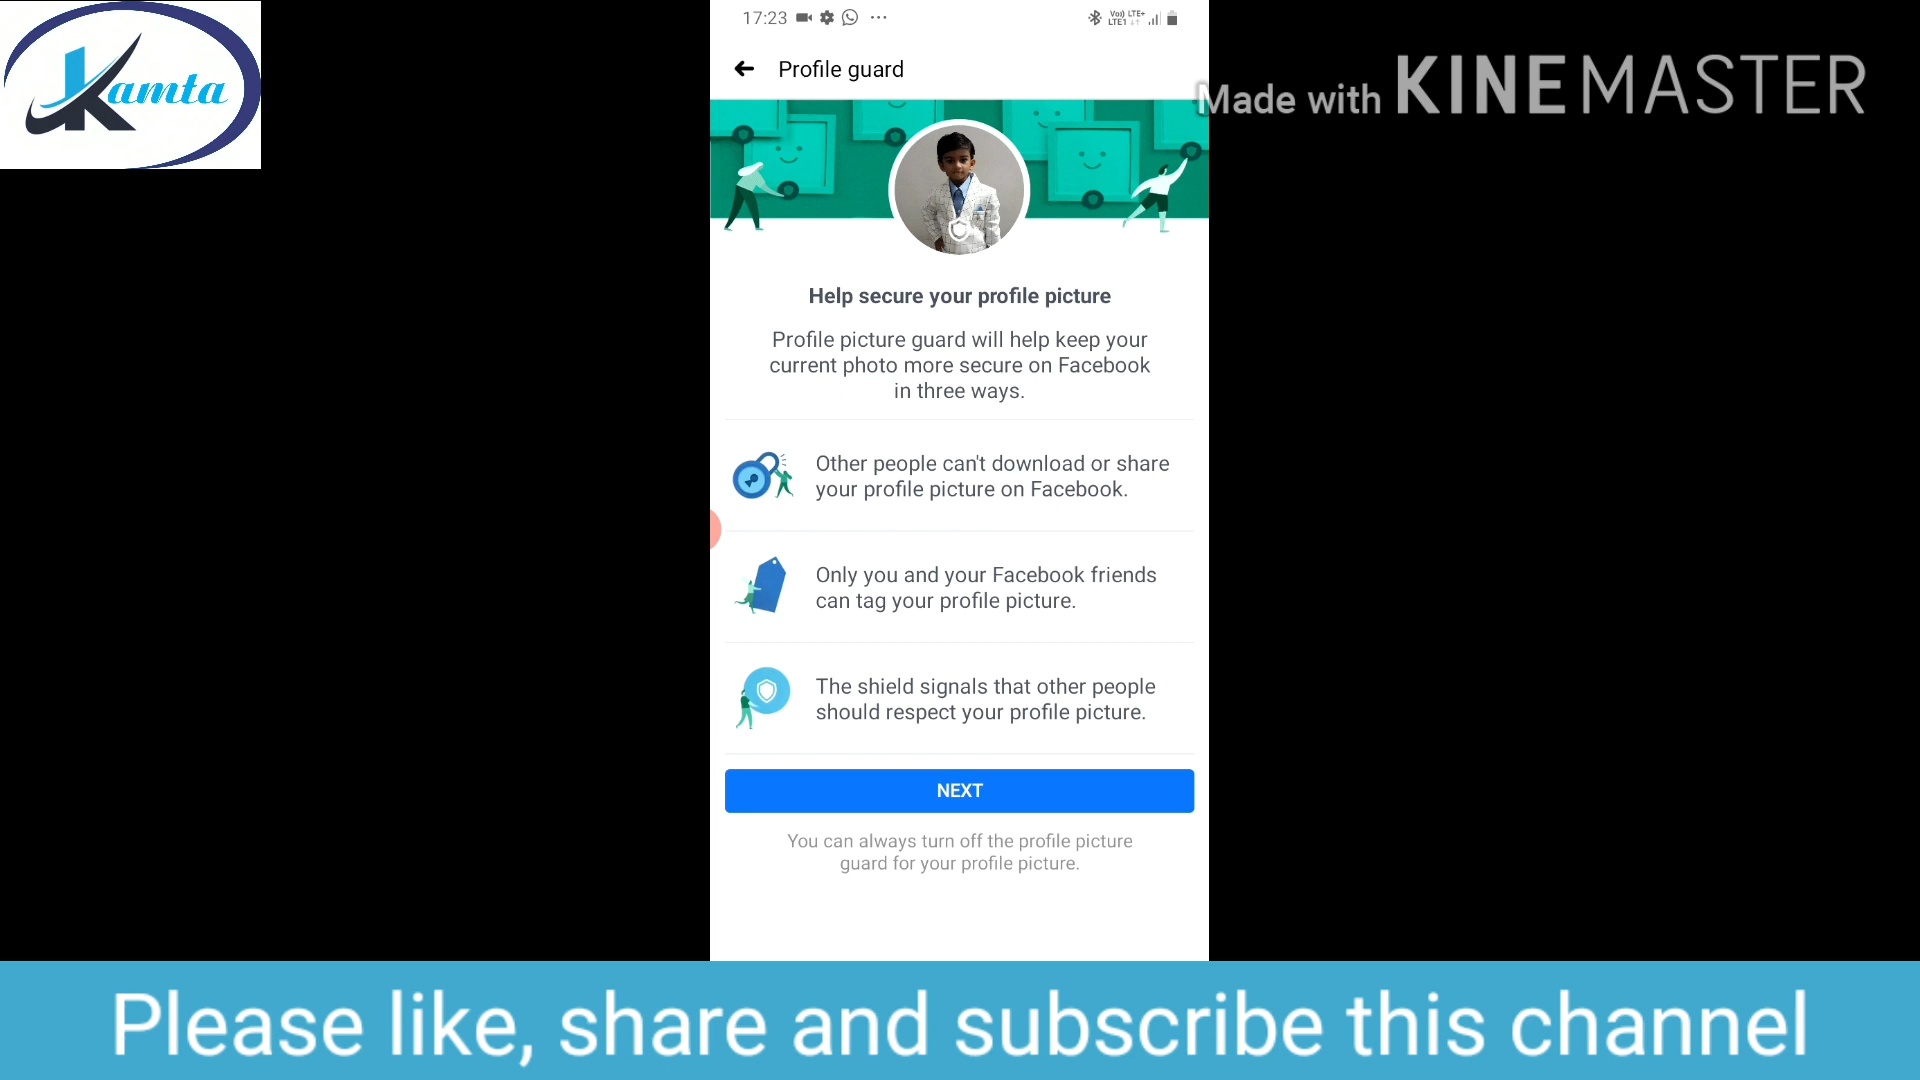 Kamta
17:23
Vo)) LTE+
LTE1
Profile guard
Made with KINEMASTER
Help secure your profile picture
Profile picture guard will help keep your
current photo more secure on Facebook
in three ways.
Other people can't download or share
your profile picture on Facebook.
Only you and your Facebook friends
can tag your profile picture.
The shield signals that other people
should respect your profile picture.
NEXT
You can always turn off the profile picture
guard for your profile picture.
Please like, share and subscribe this channel